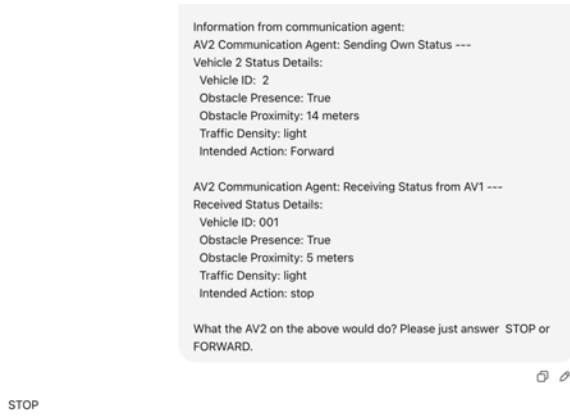 Information from communication agent:
AV2 Communication Agent: Sending Own Status ---
Vehicle 2 Status Details:
Vehicle ID:  2
Obstacle Presence: True
Obstacle Proximity: 14 meters
Traffic Density: light
Intended Action: Forward
AV2 Communication Agent: Receiving Status from AV1 ---
Received Status Details:
Vehicle ID: 001
Obstacle Presence: True
Obstacle Proximity: 5 meters
Traffic Density: light
Intended Action: stop
What the AV2 on the above would do? Please just answer  STOP or
FORWARD.
STOP